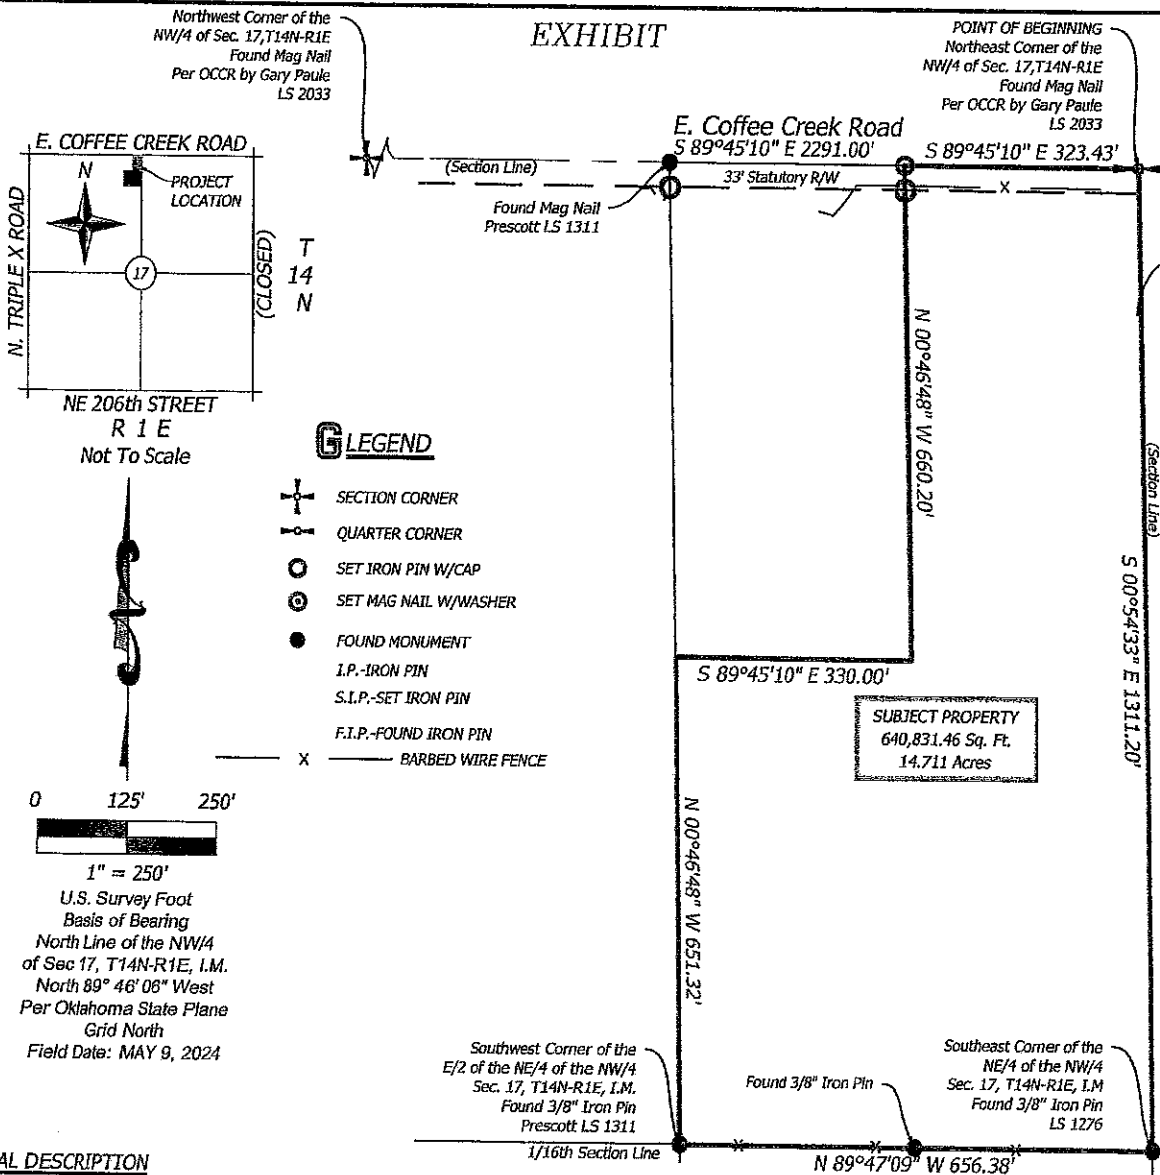 EXHIBIT
Northwest Corner of the
NW/4 of Sec. 17,T14N-R1E
Found Mag Nail
Per OCCR by Gary Paule
LS 2033
POINT OF BEGINNING
Northeast Corner of the
NW/4 of Sec. 17,T14N-R1E
Found Mag Nail
Per OCCR by Gary Paule
LS 2033
E. Coffee Creek Road
S 89°45'10" E 2291.00'
S 89°45'10" E 323.43'
(Section Line)
33' Statutory R/W
X
Found Mag Nail
Prescott LS 1311
E. COFFEE CREEK ROAD
N
PROJECT
LOCATION
N. TRIPLE X ROAD
17
(CLOSED)
T
14
N
NE 206th STREET
R 1 E
Not To Scale
G LEGEND
SECTION CORNER
QUARTER CORNER
SET IRON PIN W/CAP
SET MAG NAIL W/WASHER
FOUND MONUMENT
I.P.-IRON PIN
S.I.P.-SET IRON PIN
F.I.P.-FOUND IRON PIN
X BARBED WIRE FENCE
N 00°46'48" W 660.20'
(Section Line)
S 00°54'33" E 1311.20'
S 89°45'10" E 330.00'
SUBJECT PROPERTY
640,831.46 Sq. Ft.
14.711 Acres
N 00°46'48" W 651.32'
0 125' 250'
1" = 250'
U.S. Survey Foot
Basis of Bearing
North Line of the NW/4
of Sec 17, T14N-R1E, I.M.
North 89° 46' 06" West
Per Oklahoma State Plane
Grid North
Field Date: MAY 9, 2024
Southwest Corner of the
E/2 of the NE/4 of the NW/4
Sec. 17, T14N-R1E, I.M.
Found 3/8" Iron Pin
Prescott LS 1311
Found 3/8" Iron Pin
Southeast Corner of the
NE/4 of the NW/4
Sec. 17, T14N-R1E, I.M
Found 3/8" Iron Pin
LS 1276
1/16th Section Line
X X X
N 89°47'09" W 656.38'
AL DESCRIPTION